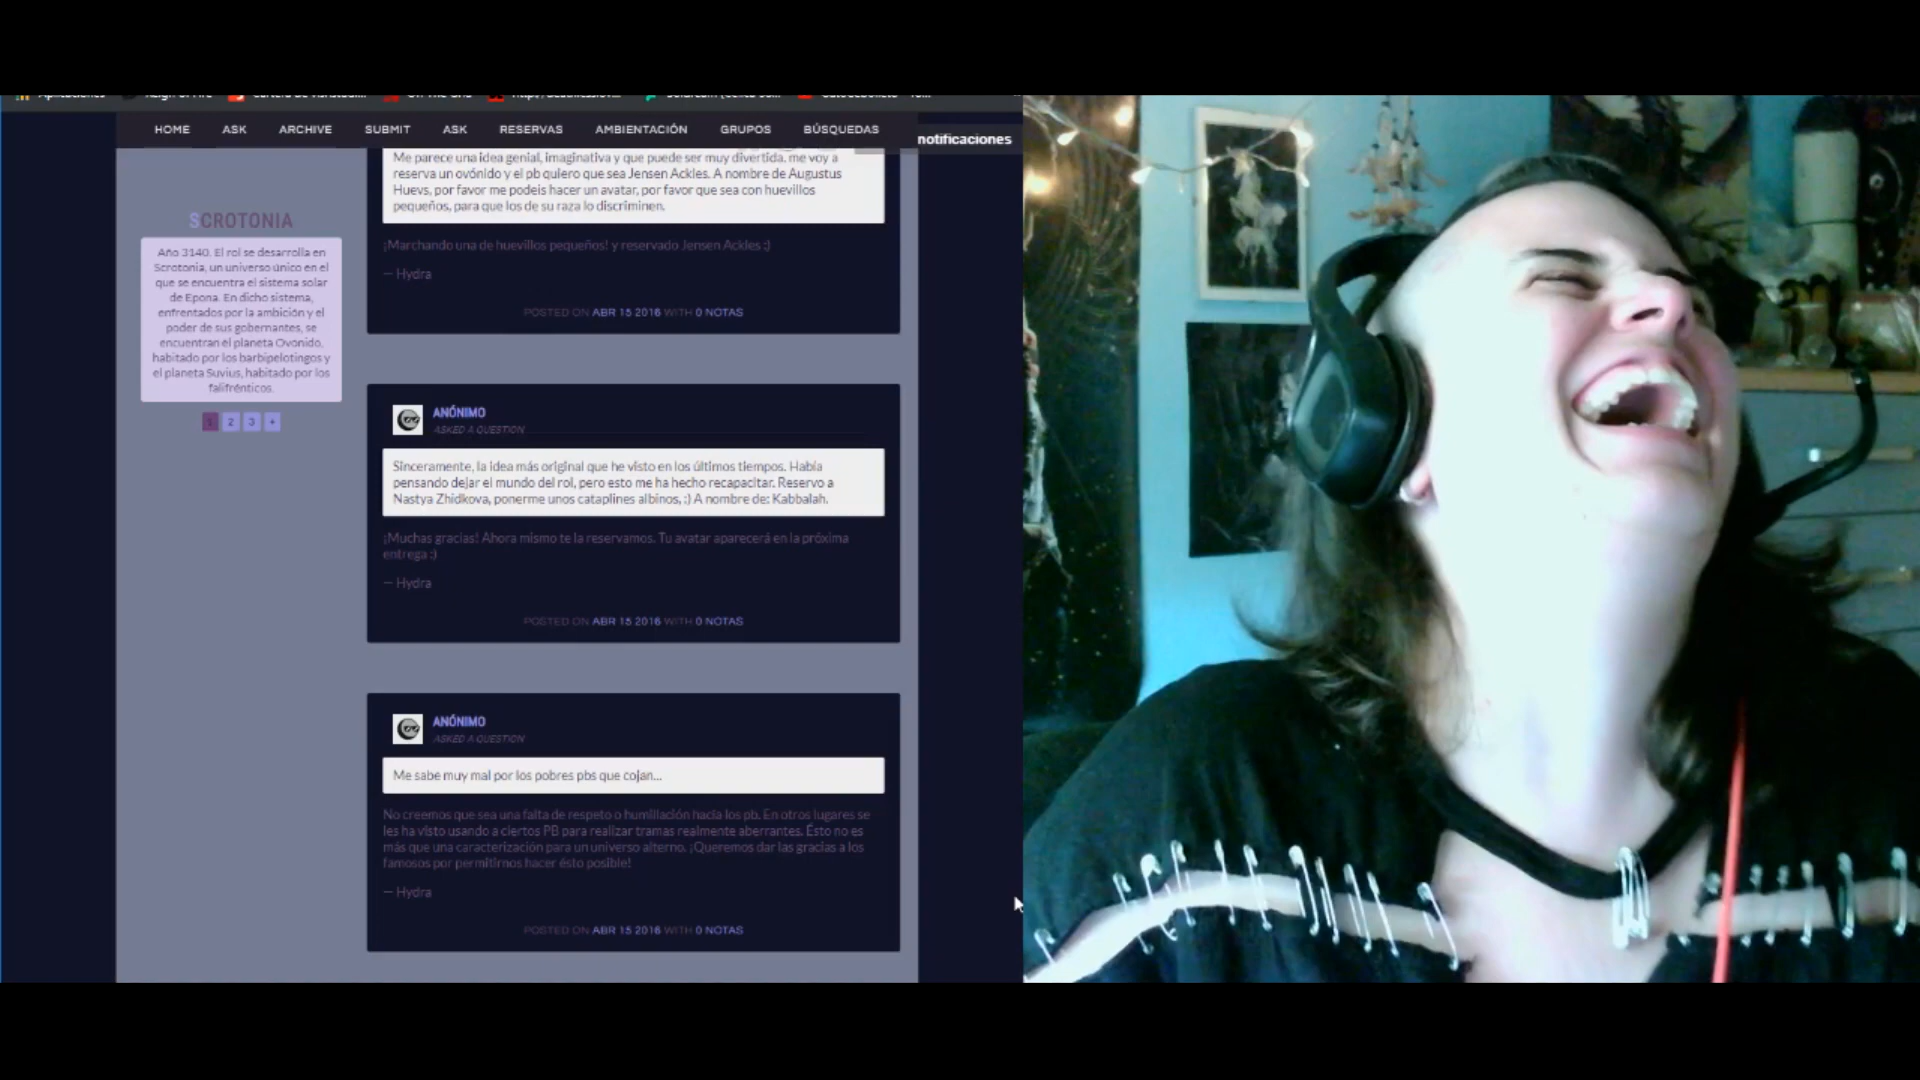 Aplicaciones
Reign of Fire
On The Grid
HOME ASK ARCHIVE SUBMIT ASK RESERVAS AMBIENTACIÓN GRUPOS BÚSQUEDAS
notificaciones
SCROTONIA
Año 3140. El rol se desarrolla en
Scrotonia, un universo único en el
que se encuentra el sistema solar
de Epona. En dicho sistema,
enfrentados por la ambición y el
poder de sus gobernantes, se
encuentran el planeta Ovonido,
habitado por los barbipelotingos y
el planeta Suvius, habitado por los
falifrénticos.
1 2 3 +
Me parece una idea genial, imaginativa y que puede ser muy divertida. me voy a
reserva un ovónido y el pb quiero que sea Jensen Ackles. A nombre de Augustus
Huevs, por favor me podeis hacer un avatar, por favor que sea con huevillos
pequeños, para que los de su raza lo discriminen.
¡Marchando una de huevillos pequeños! y reservado Jensen Ackles :)
— Hydra
POSTED ON ABR 15 2016 WITH 0 NOTAS
ANÓNIMO
ASKED A QUESTION
Sinceramente, la idea más original que he visto en los últimos tiempos. Había
pensando dejar el mundo del rol, pero esto me ha hecho recapacitar. Reservo a
Nastya Zhidkova, ponerme unos cataplines albinos, ;) A nombre de: Kabbalah.
¡Muchas gracias! Ahora mismo te la reservamos. Tu avatar aparecerá en la próxima
entrega :)
— Hydra
POSTED ON ABR 15 2016 WITH 0 NOTAS
ANÓNIMO
ASKED A QUESTION
Me sabe muy mal por los pobres pbs que cojan...
No creemos que sea una falta de respeto o humillación hacia los pb. En otros lugares se
les ha visto usando a ciertos PB para realizar tramas realmente aberrantes. Ésto no es
más que una caracterización para un universo alterno. ¡Queremos dar las gracias a los
famosos por permitirnos hacer ésto posible!
— Hydra
POSTED ON ABR 15 2016 WITH 0 NOTAS